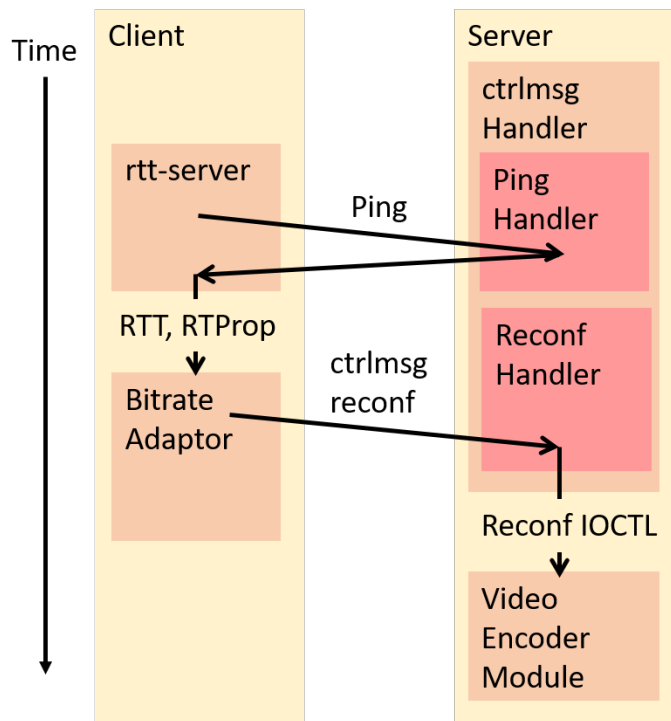 Time
Client
Server
ctrlmsg
Handler
rtt-server
Ping
Ping
Handler
RTT, RTProp
Reconf
Handler
ctrlmsg
reconf
Bitrate
Adaptor
Reconf IOCTL
Video
Encoder
Module